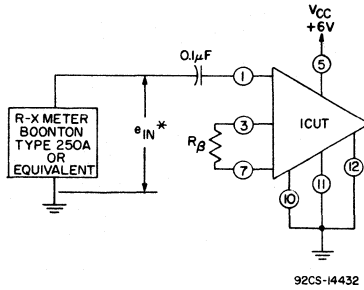 VCC
+6V
0.1µF
1
5
R-X METER
BOONTON
TYPE 250A
OR
EQUIVALENT
eIN*
Rβ
3
7
ICUT
10
11
12
92CS-14432